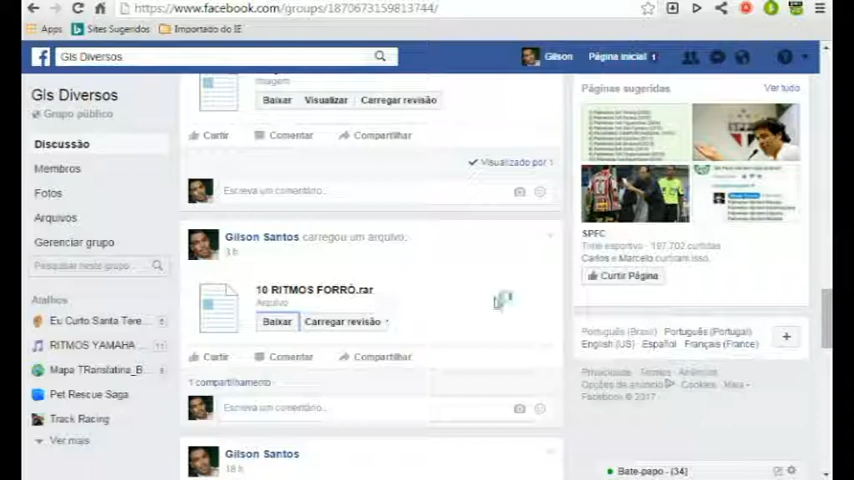 https://www.facebook.com/groups/1870673159813744/
Apps
Sites Sugeridos
Importado do IE
Gls Diversos
Gilson
Página inicial 1
Gls Diversos
Grupo público
Discussão
Membros
Fotos
Arquivos
Gerenciar grupo
Pesquisar neste grupo...
Atalhos
Eu Curto Santa Tere...
RITMOS YAMAHA
Mapa TRanslatina_B...
Pet Rescue Saga
Track Racing
Ver mais
Imagem
Baixar Visualizar Carregar revisão
Curtir Comentar Compartilhar
Visualizado por 1
Escreva um comentário...
Gilson Santos carregou um arquivo.
3 h
10 RITMOS FORRÓ.rar
Arquivo
Baixar Carregar revisão
Curtir Comentar Compartilhar
1 compartilhamento
Escreva um comentário...
Gilson Santos
18 h
Páginas sugeridas Ver tudo
SPFC
Time esportivo · 197.702 curtidas
Carlos e Marcelo curtiram isso.
Curtir Página
Português (Brasil) · Português (Portugal) ·
English (US) · Español · Français (France)
Privacidade · Termos · Anúncios ·
Opções de anúncio · Cookies · Mais
Facebook © 2017
Bate-papo (34)